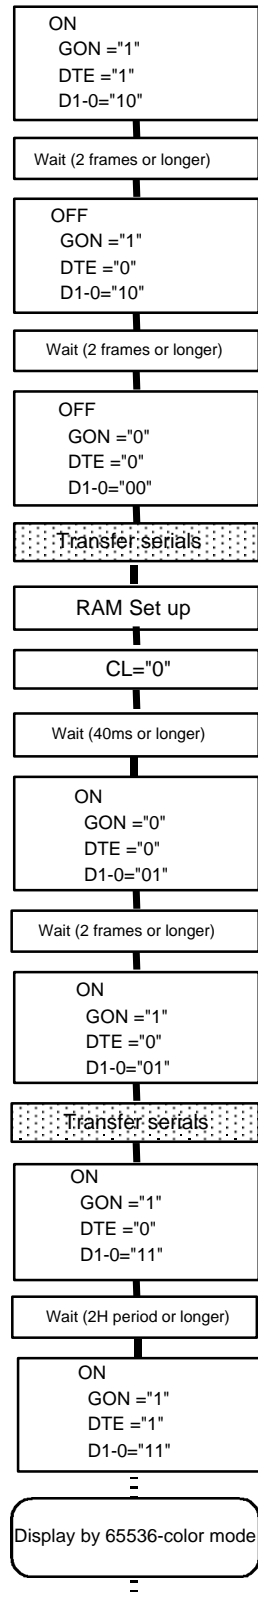 ON
GON ="1"
DTE ="1"
D1-0="10"
Wait (2 frames or longer)
OFF
GON ="1"
DTE ="0"
D1-0="10"
Wait (2 frames or longer)
OFF
GON ="0"
DTE ="0"
D1-0="00"
Transfer serials
RAM Set up
CL="0"
Wait (40ms or longer)
ON
GON ="0"
DTE ="0"
D1-0="01"
Wait (2 frames or longer)
ON
GON ="1"
DTE ="0"
D1-0="01"
Transfer serials
ON
GON ="1"
DTE ="0"
D1-0="11"
Wait (2H period or longer)
ON
GON ="1"
DTE ="1"
D1-0="11"
Display by 65536-color mode